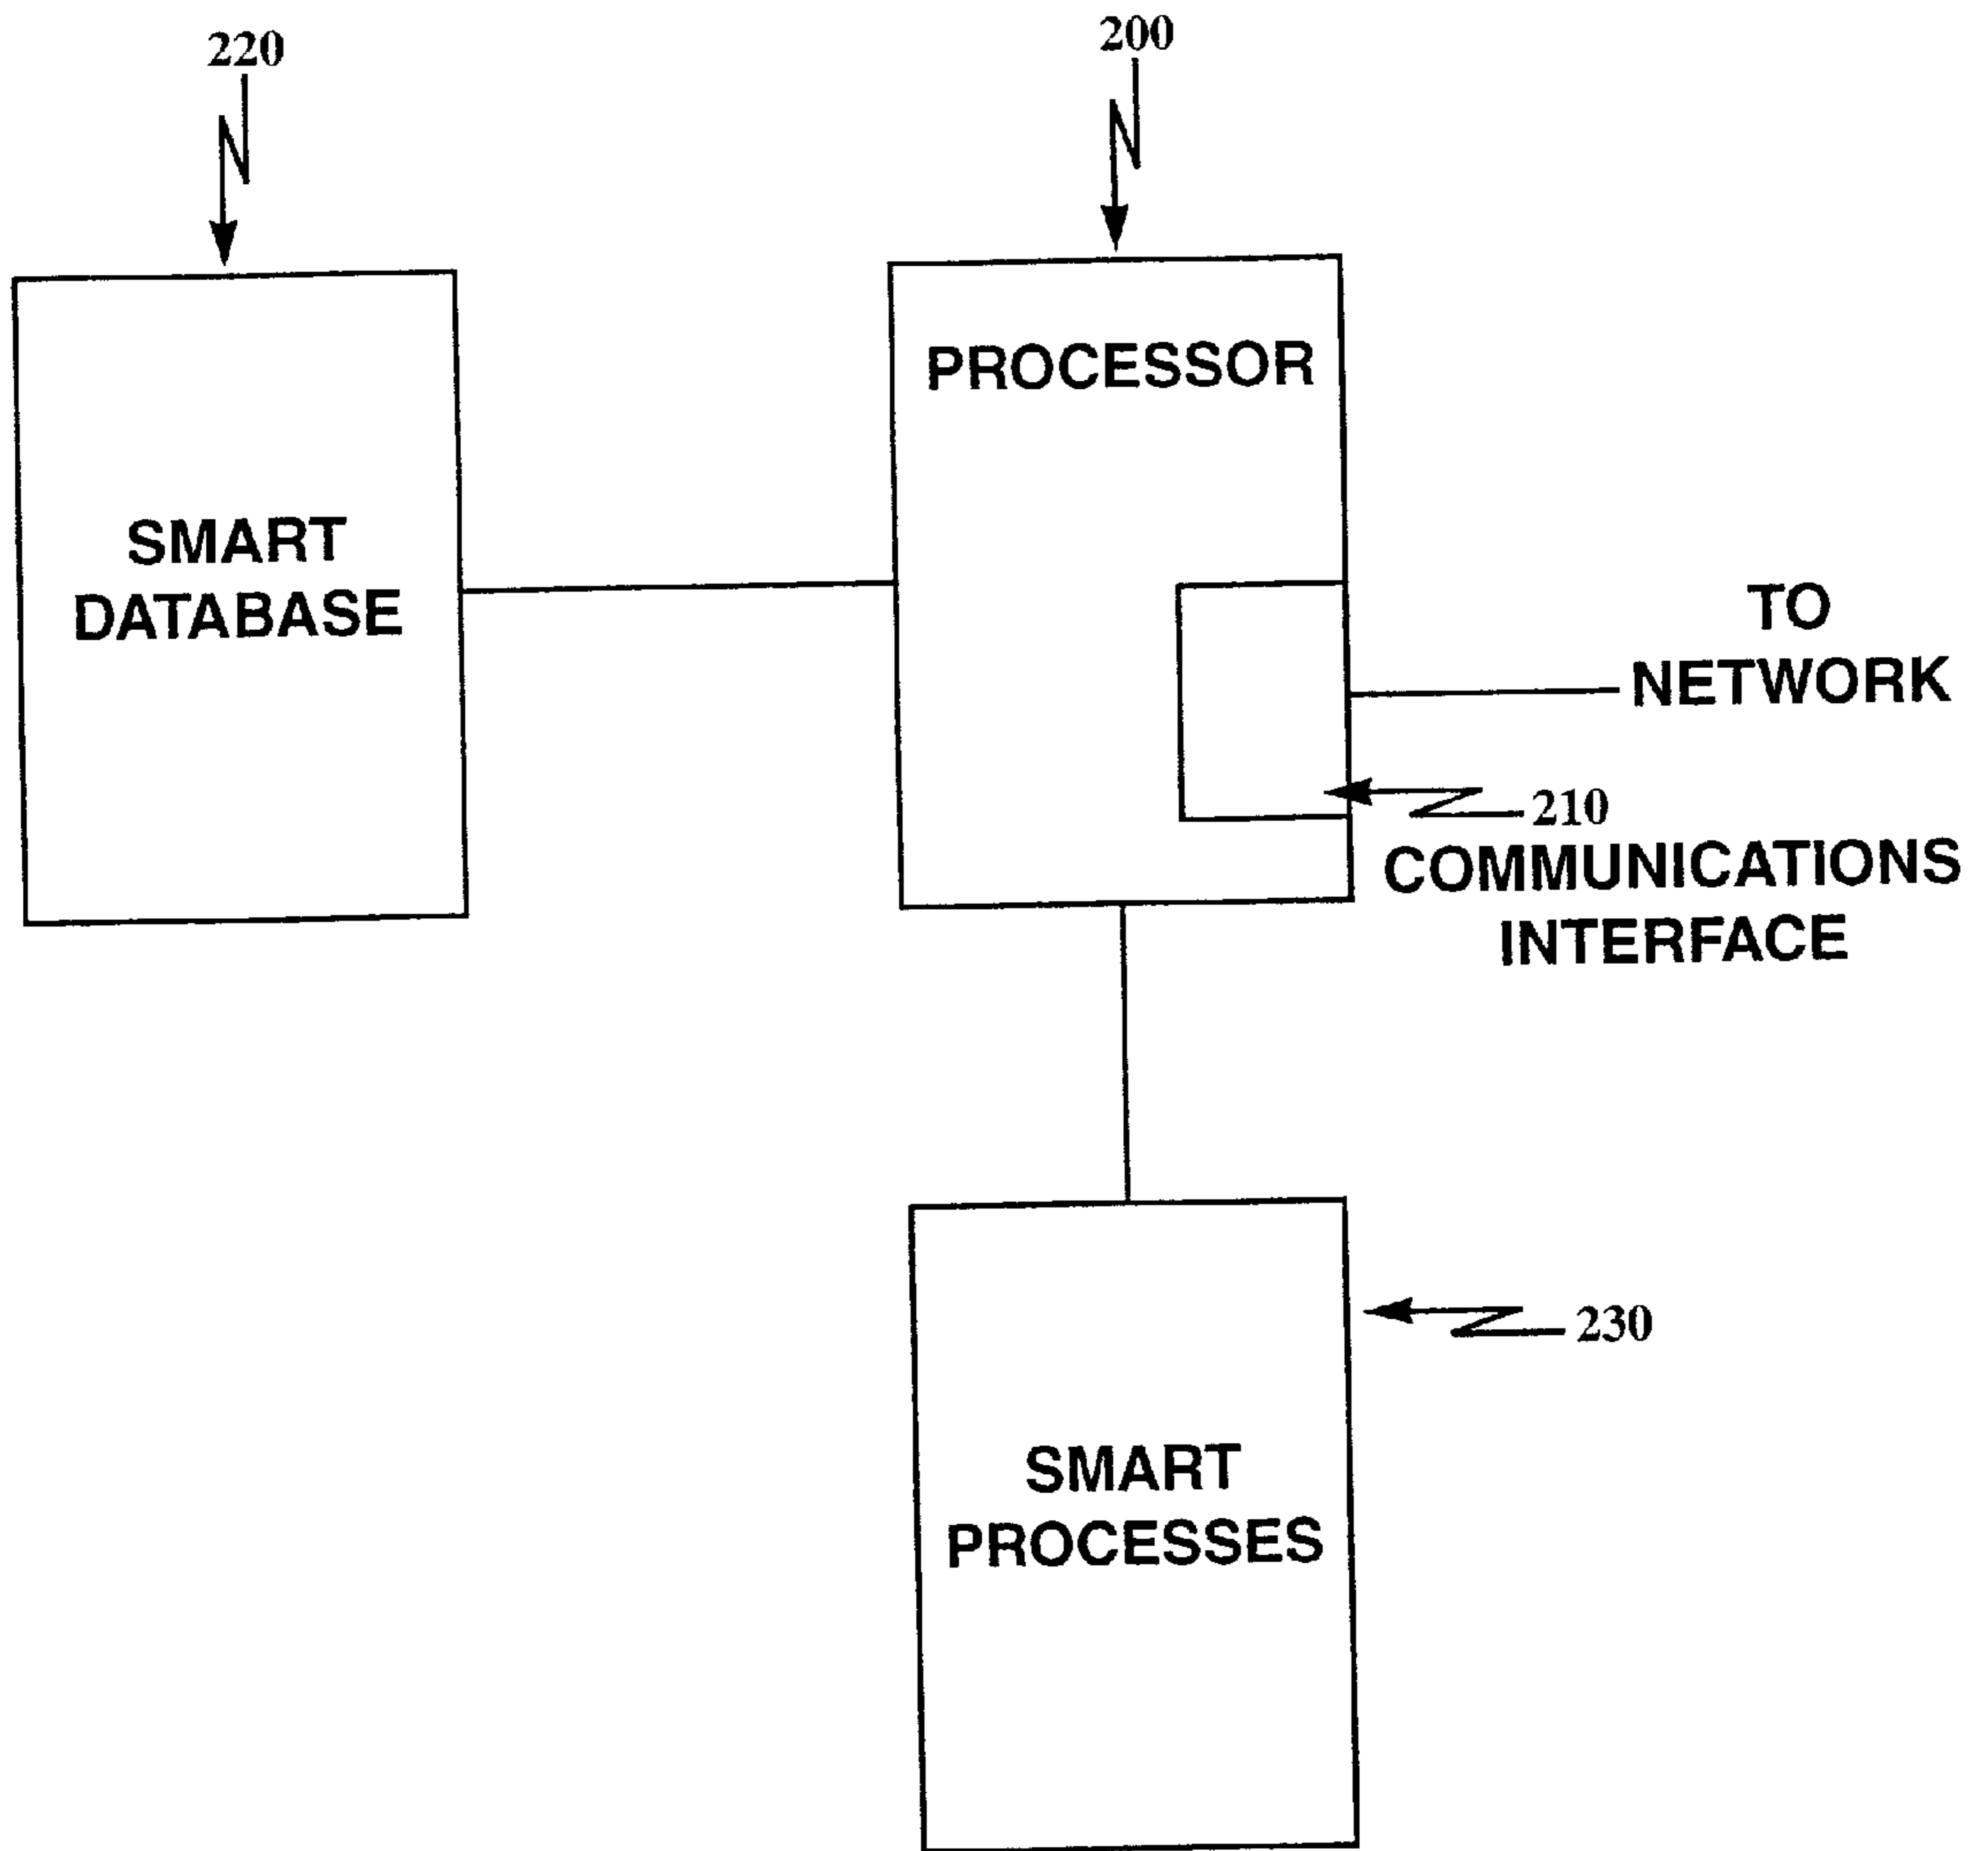 220
200
PROCESSOR
SMART
DATABASE
TO
NETWORK
210
COMMUNICATIONS
INTERFACE
230
SMART
PROCESSES